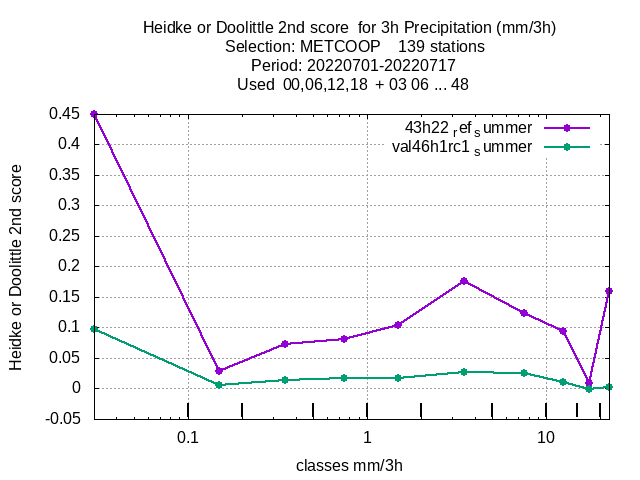 Heidke or Doolittle 2nd score  for 3h Precipitation (mm/3h)
Selection: METCOOP    139 stations
Period: 20220701-20220717
Used  00,06,12,18  + 03 06 ... 48
43h22 ref summer
val46h1rc1 summer
0.45
0.4
0.35
0.3
0.25
0.2
0.15
0.1
0.05
0
-0.05
Heidke or Doolittle 2nd score
0.1 1 10
classes mm/3h